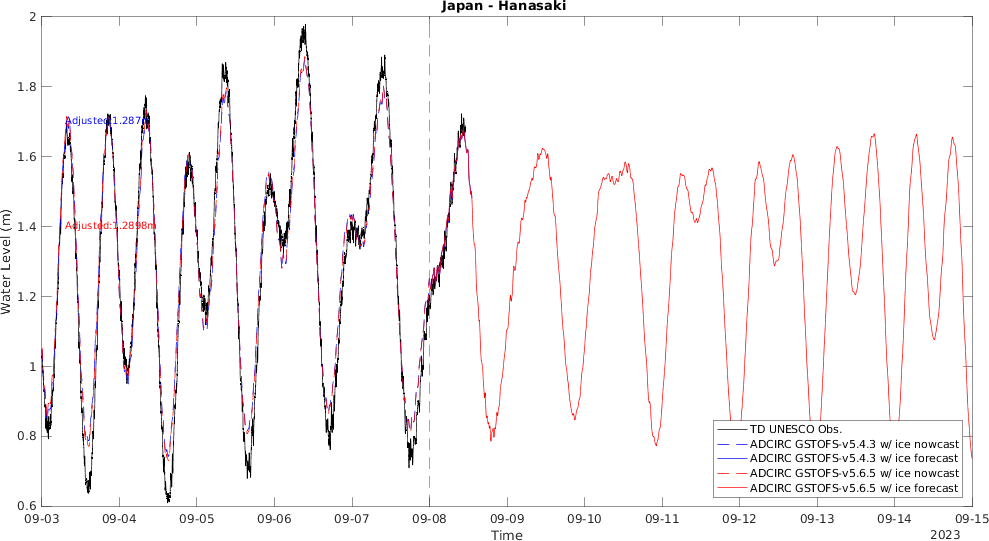 Japan - Hanasaki
Water Level (m)
2
1.8
1.6
1.4
1.2
1
0.8
0.6
Adjusted:1.287
Adjusted:1.2898m
TD UNESCO Obs.
ADCIRC GSTOFS-v5.4.3 w/ ice nowcast
ADCIRC GSTOFS-v5.4.3 w/ ice forecast
ADCIRC GSTOFS-v5.6.5 w/ ice nowcast
ADCIRC GSTOFS-v5.6.5 w/ ice forecast
09-03 09-04 09-05 09-06 09-07 09-08 09-09 09-10 09-11 09-12 09-13 09-14 09-15
Time
2023